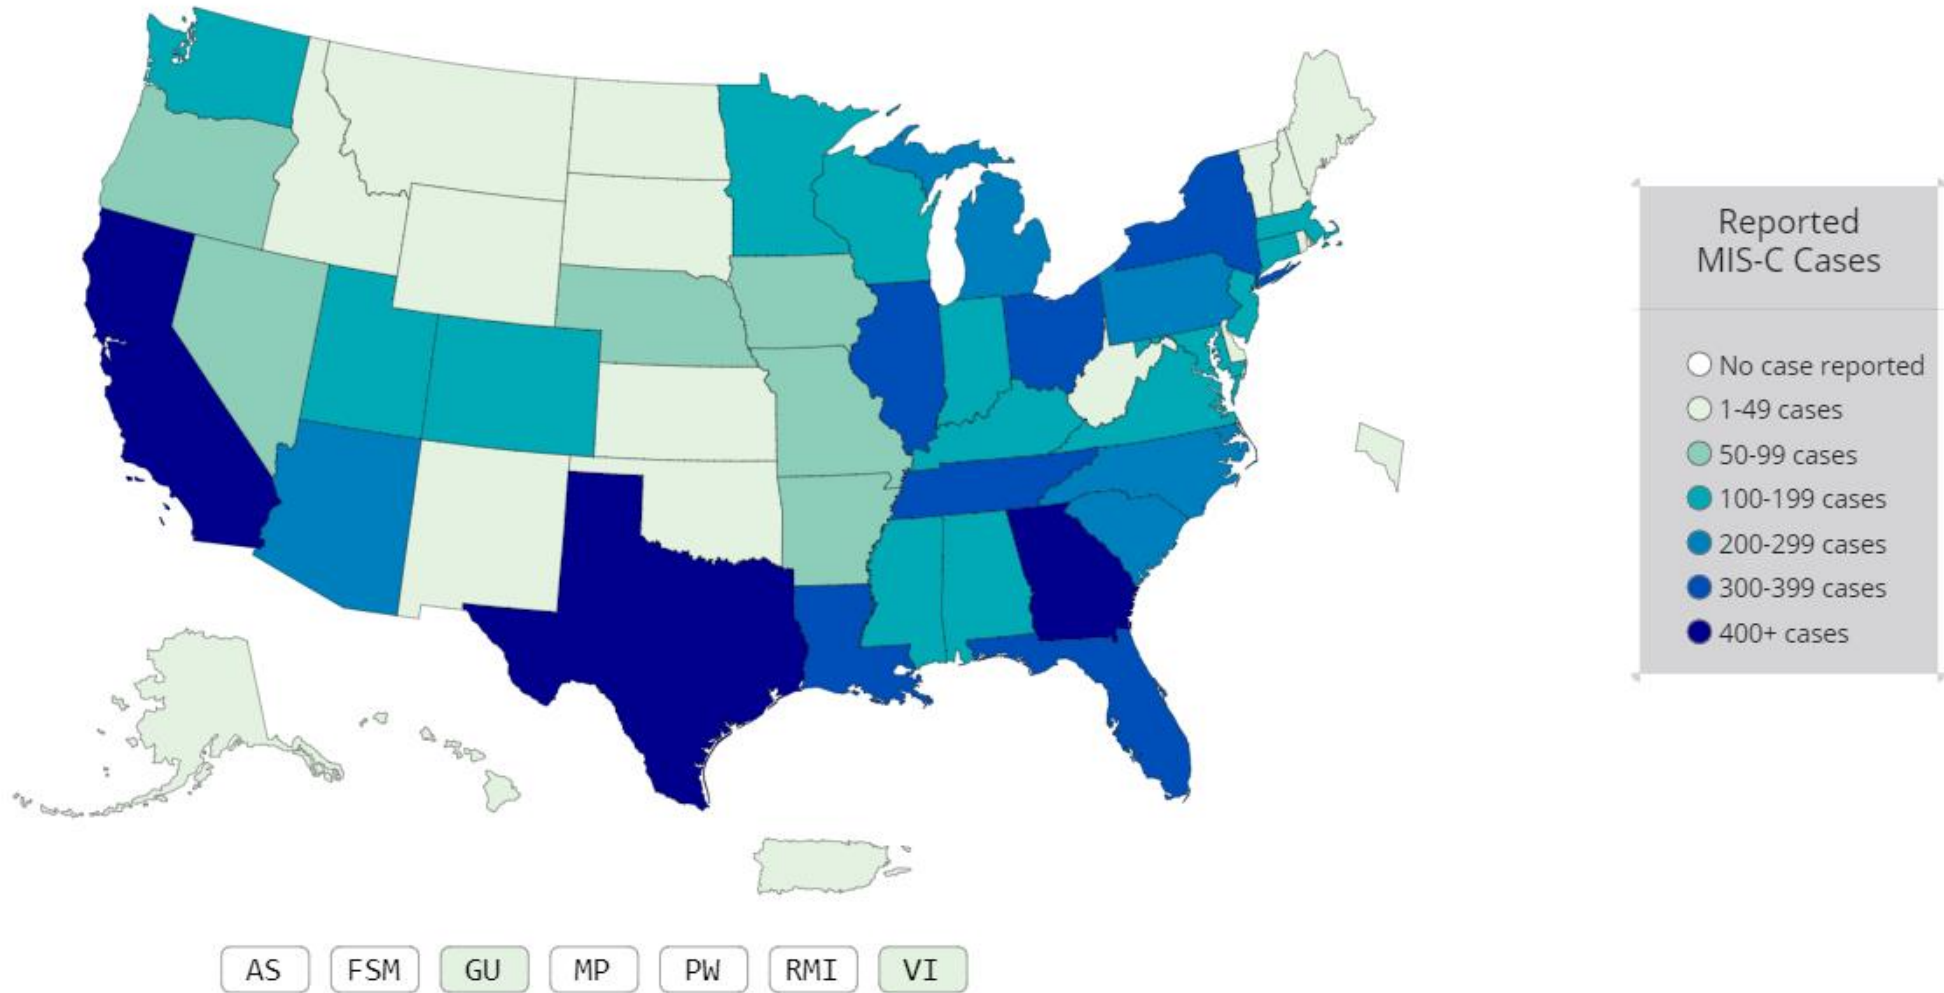 Reported
MIS-C Cases
No case reported
1-49 cases
50-99 cases
100-199 cases
200-299 cases
300-399 cases
400+ cases
AS FSM GU MP PW RMI VI